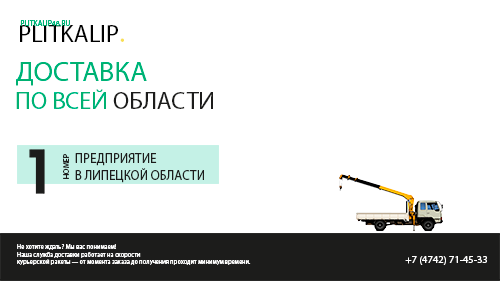 PLITKALIP48.RU
PLITKALIP.
ДОСТАВКА
ПО ВСЕЙ ОБЛАСТИ
1 НОМЕР
ПРЕДПРИЯТИЕ
В ЛИПЕЦКОЙ ОБЛАСТИ
Не хотите ждать? Мы вас понимаем!
Наша служба доставки работает на скорости
курьерской ракеты — от момента заказа до получения проходит минимум времени.
+7 (4742) 71-45-33